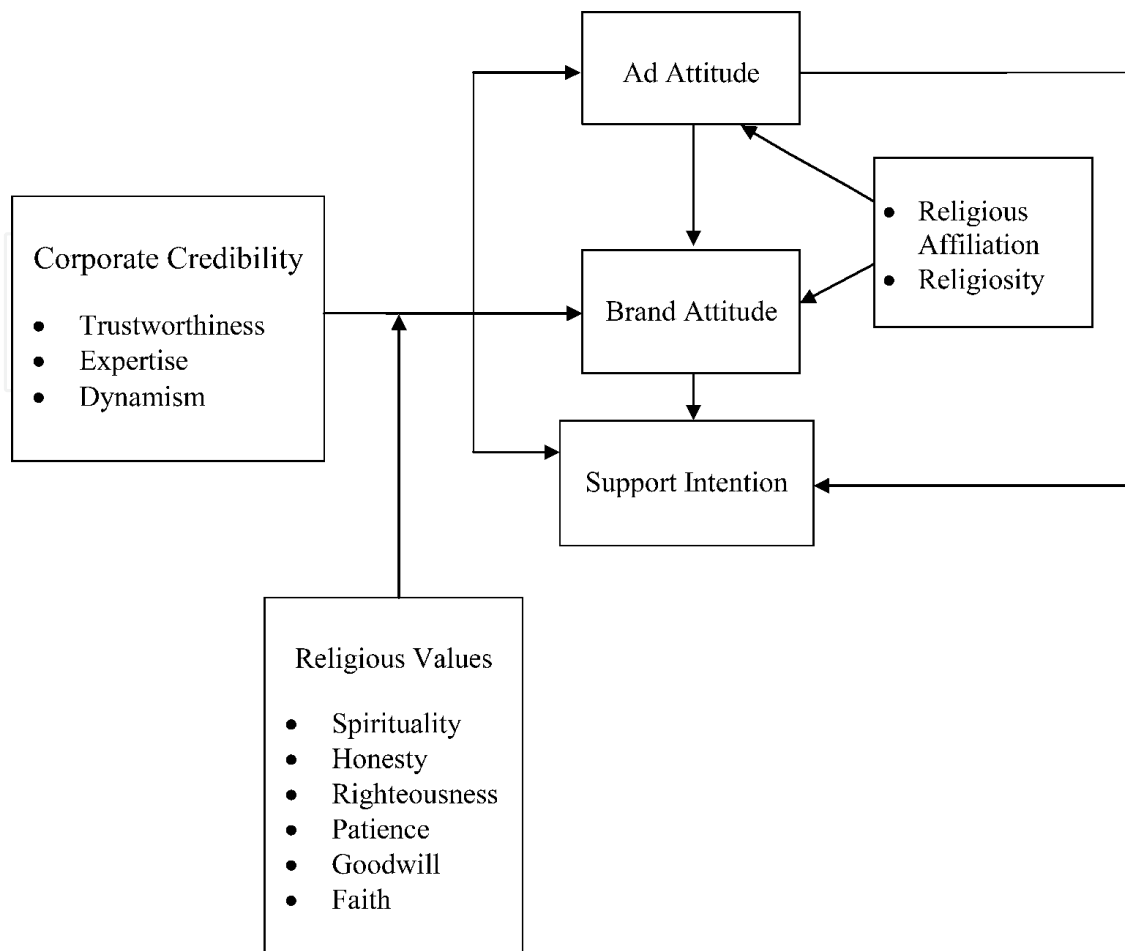 Ad Attitude
• Religious
Affiliation
• Religiosity
Corporate Credibility
• Trustworthiness
• Expertise
• Dynamism
Brand Attitude
Support Intention
Religious Values
• Spirituality
• Honesty
• Righteousness
• Patience
• Goodwill
• Faith